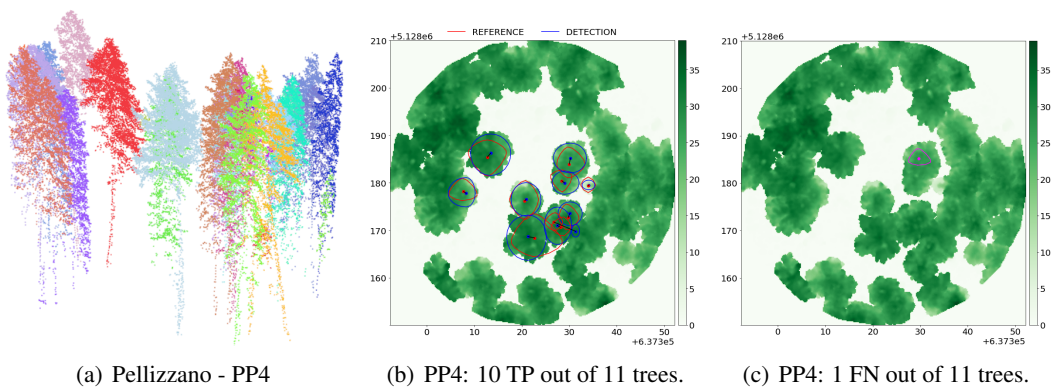 +5.128e6
REFERENCE DETECTION
+5.128e6
210
200
190
180
170
160
0 10 20 30 40 50
+6.373e5
35
30
25
20
15
10
5
0
210
200
190
180
170
160
0 10 20 30 40 50
+6.373e5
35
30
25
20
15
10
5
0
(a) Pellizzano - PP4
(b) PP4: 10 TP out of 11 trees.
(c) PP4: 1 FN out of 11 trees.